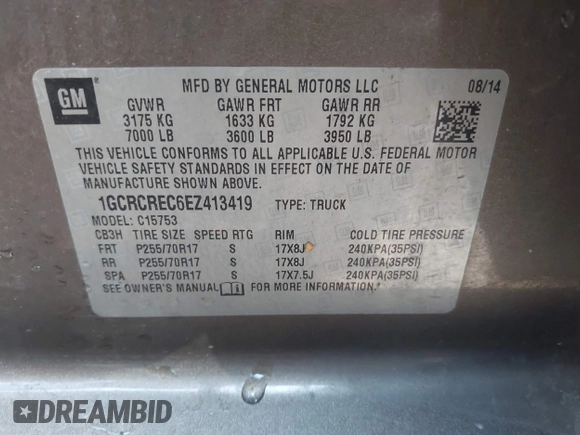 GM
MFD BY GENERAL MOTORS LLC 08/14
GVWR GAWR FRT GAWR RR
3175 KG 1633 KG 1792 KG
7000 LB 3600 LB 3950 LB
THIS VEHICLE CONFORMS TO ALL APPLICABLE U.S. FEDERAL MOTOR
VEHICLE SAFETY STANDARDS IN EFFECT ON THE DATE OF
MANUFACTURE SHOWN ABOVE.
1GCRCREC6EZ413419 TYPE: TRUCK
MODEL: C15753
CB3H TIRE SIZE SPEED RTG RIM COLD TIRE PRESSURE
FRT P255/70R17 S 17X8J 240KPA(35PSI)
RR P255/70R17 S 17X8J 240KPA(35PSI)
SPA P255/70R17 S 17X7.5J 240KPA(35PSI)
SEE OWNER'S MANUAL FOR MORE INFORMATION.*
DREAMBID